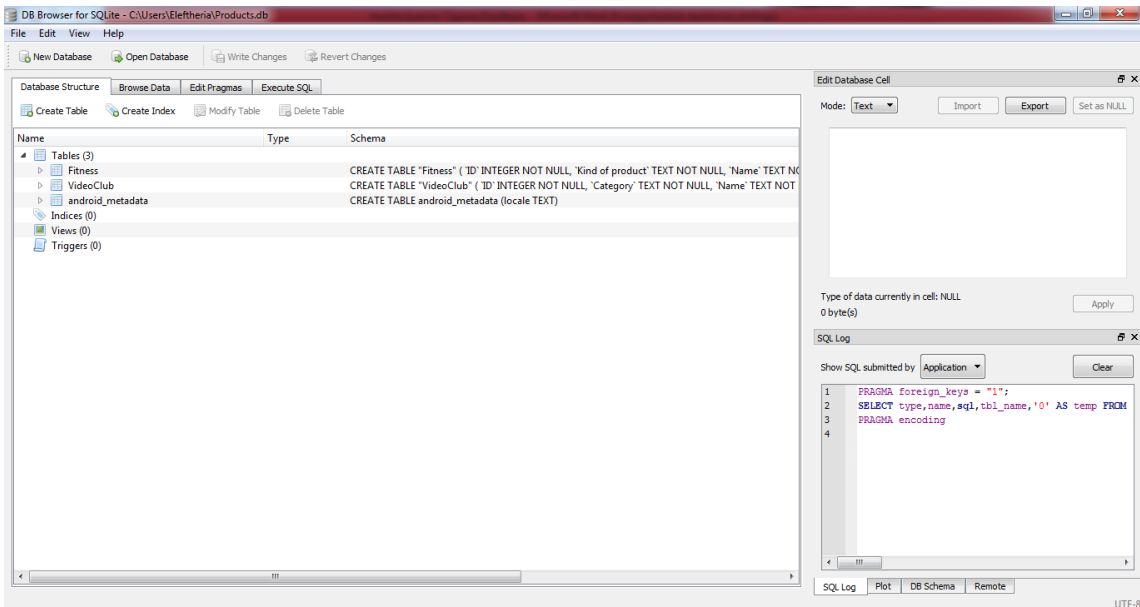 DB Browser for SQLite - C:\Users\Eleftheria\Products.db
File Edit View Help
New Database Open Database Write Changes Revert Changes
Database Structure Browse Data Edit Pragmas Execute SQL
Create Table Create Index Modify Table Delete Table
Name Type Schema
Tables (3)
Fitness CREATE TABLE "Fitness" ( `ID` INTEGER NOT NULL, `Kind of product` TEXT NOT NULL, `Name` TEXT NO
VideoClub CREATE TABLE "VideoClub" ( `ID` INTEGER NOT NULL, `Category` TEXT NOT NULL, `Name` TEXT NOT
android_metadata CREATE TABLE android_metadata (locale TEXT)
Indices (0)
Views (0)
Triggers (0)
Edit Database Cell
Mode: Text Import Export Set as NULL
Type of data currently in cell: NULL
0 byte(s)
Apply
SQL Log
Show SQL submitted by Application Clear
1 PRAGMA foreign_keys = "1";
2 SELECT type,name,sql,tbl_name,'0' AS temp FROM
3 PRAGMA encoding
4
SQL Log Plot DB Schema Remote
UTF-8